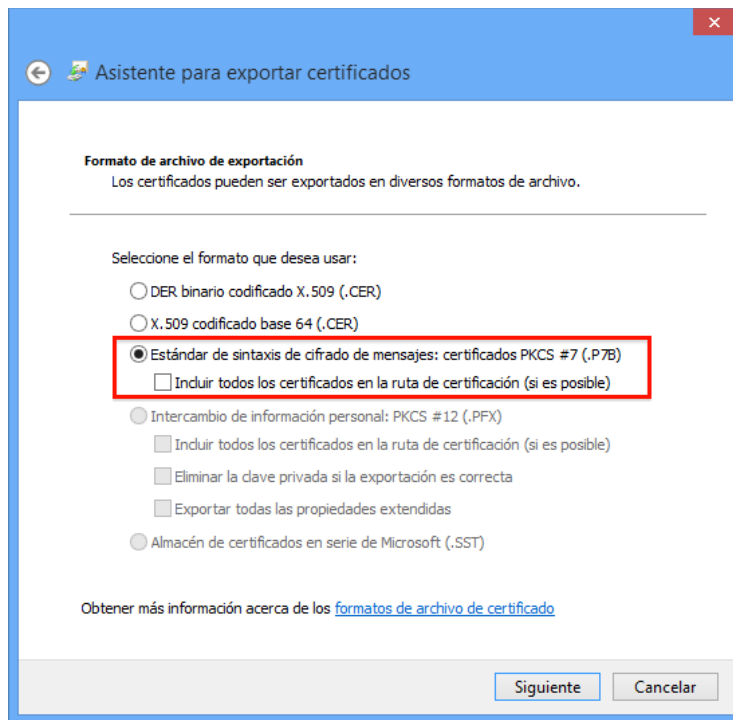 Asistente para exportar certificados
Formato de archivo de exportación
Los certificados pueden ser exportados en diversos formatos de archivo.
Seleccione el formato que desea usar:
DER binario codificado X.509 (.CER)
X.509 codificado base 64 (.CER)
Estándar de sintaxis de cifrado de mensajes: certificados PKCS #7 (.P7B)
Incluir todos los certificados en la ruta de certificación (si es posible)
Intercambio de información personal: PKCS #12 (.PFX)
Incluir todos los certificados en la ruta de certificación (si es posible)
Eliminar la clave privada si la exportación es correcta
Exportar todas las propiedades extendidas
Almacén de certificados en serie de Microsoft (.SST)
Obtener más información acerca de los formatos de archivo de certificado
Siguiente Cancelar